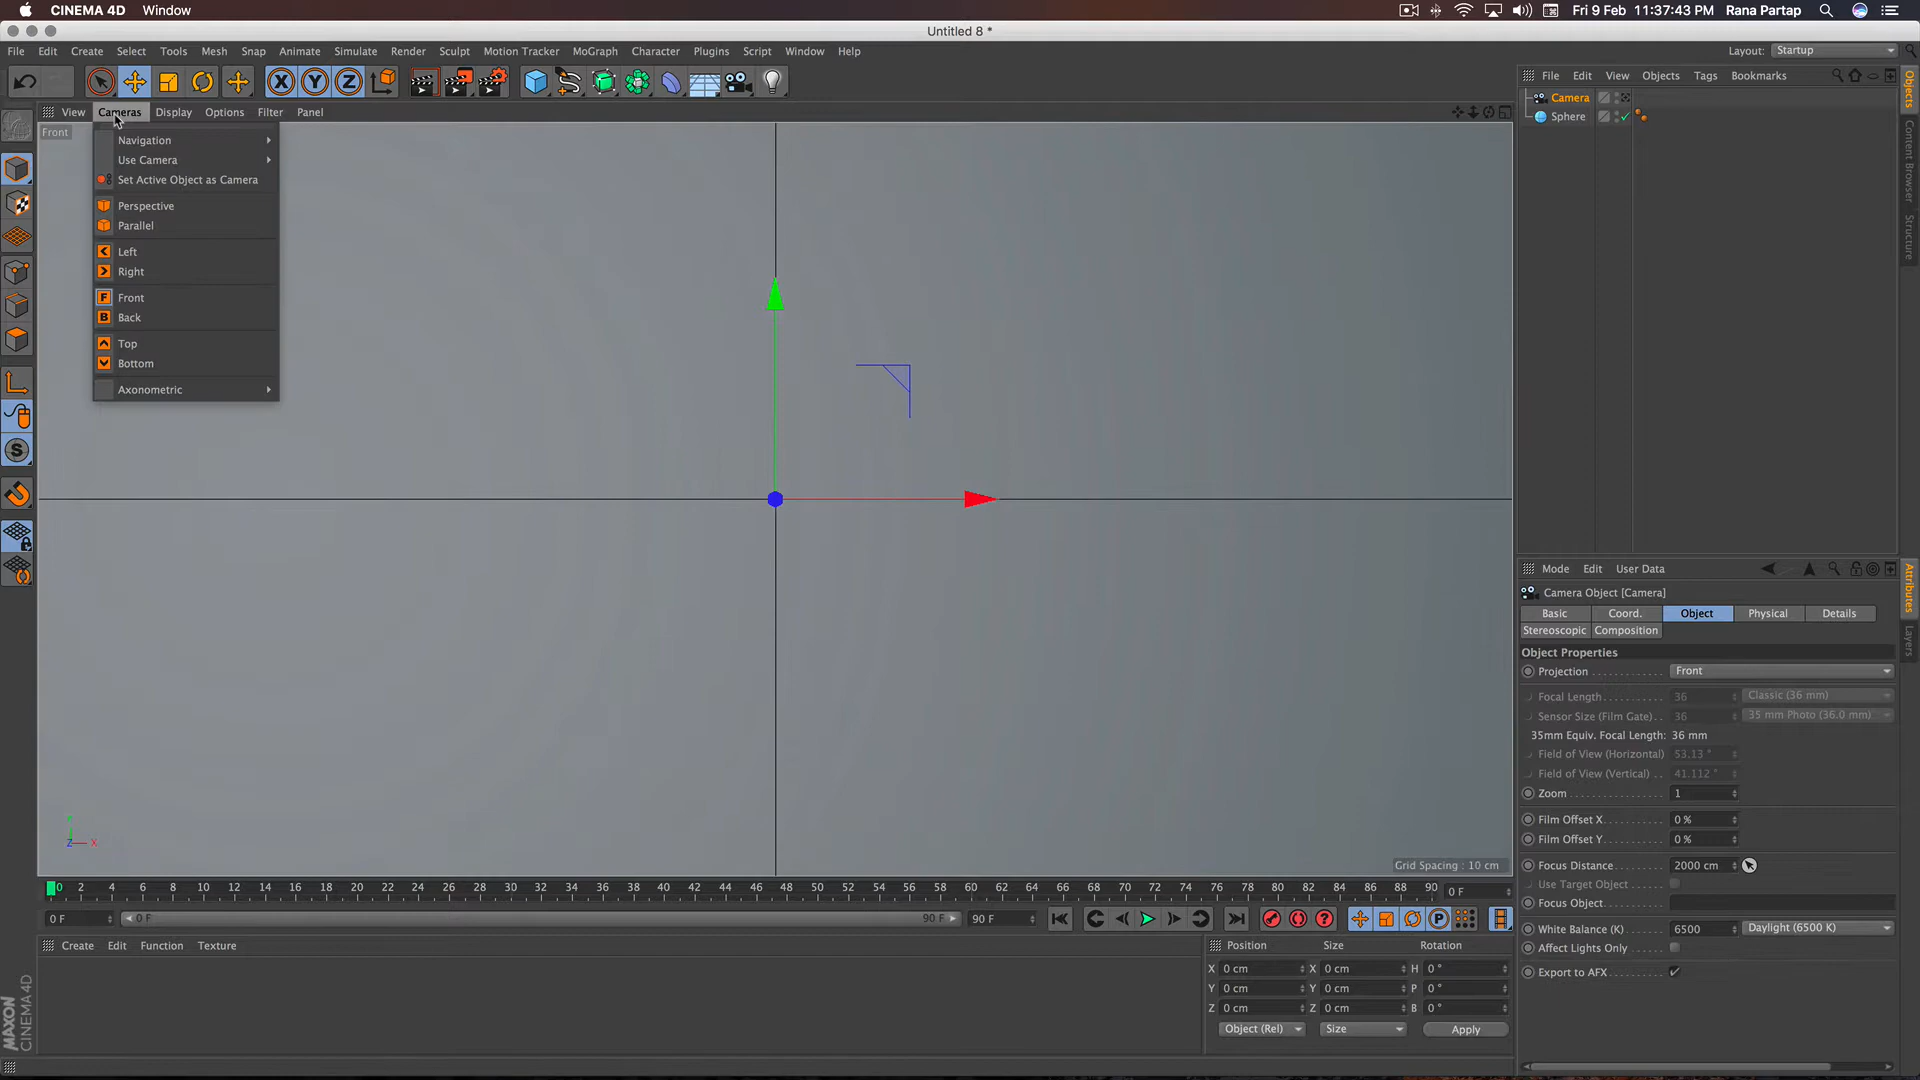 CINEMA 4D Window
Fri 9 Feb 11:37:43 PM Rana Partap
Untitled 8 *
File Edit Create Select Tools Mesh Snap Animate Simulate Render Sculpt Motion Tracker MoGraph Character Plugins Script Window Help
Layout: Startup
X Y Z
File Edit View Objects Tags Bookmarks
View Cameras Display Options Filter Panel
Front
Navigation
Use Camera
Set Active Object as Camera
Perspective
Parallel
Left
Right
F Front
B Back
Top
Bottom
Axonometric
Camera
Sphere
Objects
Content Browser
Structure
S
Y
Z X
Grid Spacing : 10 cm
Mode Edit User Data
Camera Object [Camera]
Basic Coord. Object Physical Details
Stereoscopic Composition
Object Properties
Projection Front
Focal Length 36 Classic (36 mm)
Sensor Size (Film Gate) 36 35 mm Photo (36.0 mm)
35mm Equiv. Focal Length: 36 mm
Field of View (Horizontal) 53.13 °
Field of View (Vertical) 41.112 °
Zoom 1
Film Offset X 0 %
Film Offset Y 0 %
Focus Distance 2000 cm
Use Target Object
Focus Object
White Balance (K) 6500 Daylight (6500 K)
Affect Lights Only
Export to AFX
Attributes
Layers
0 2 4 6 8 10 12 14 16 18 20 22 24 26 28 30 32 34 36 38 40 42 44 46 48 50 52 54 56 58 60 62 64 66 68 70 72 74 76 78 80 82 84 86 88 90 0 F
0 F 0 F 90 F 90 F
P
Create Edit Function Texture
Position Size Rotation
X 0 cm X 0 cm H 0 °
Y 0 cm Y 0 cm P 0 °
Z 0 cm Z 0 cm B 0 °
Object (Rel) Size Apply
MAXON
CINEMA 4D